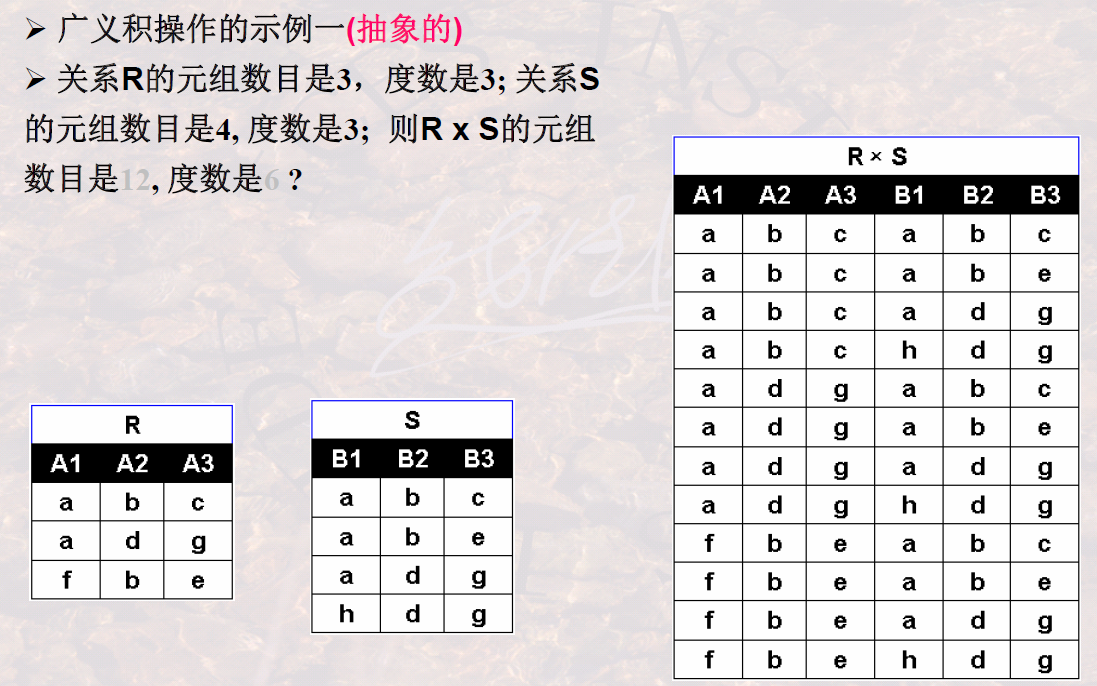 ➢ 广义积操作的示例一(抽象的)
➢ 关系R的元组数目是3，度数是3; 关系S
的元组数目是4, 度数是3; 则R x S的元组
数目是12, 度数是6 ?
R
A1 A2 A3
a b c
a d g
f b e
S
B1 B2 B3
a b c
a b e
a d g
h d g
R × S
A1 A2 A3 B1 B2 B3
a b c a b c
a b c a b e
a b c a d g
a b c h d g
a d g a b c
a d g a b e
a d g a d g
a d g h d g
f b e a b c
f b e a b e
f b e a d g
f b e h d g